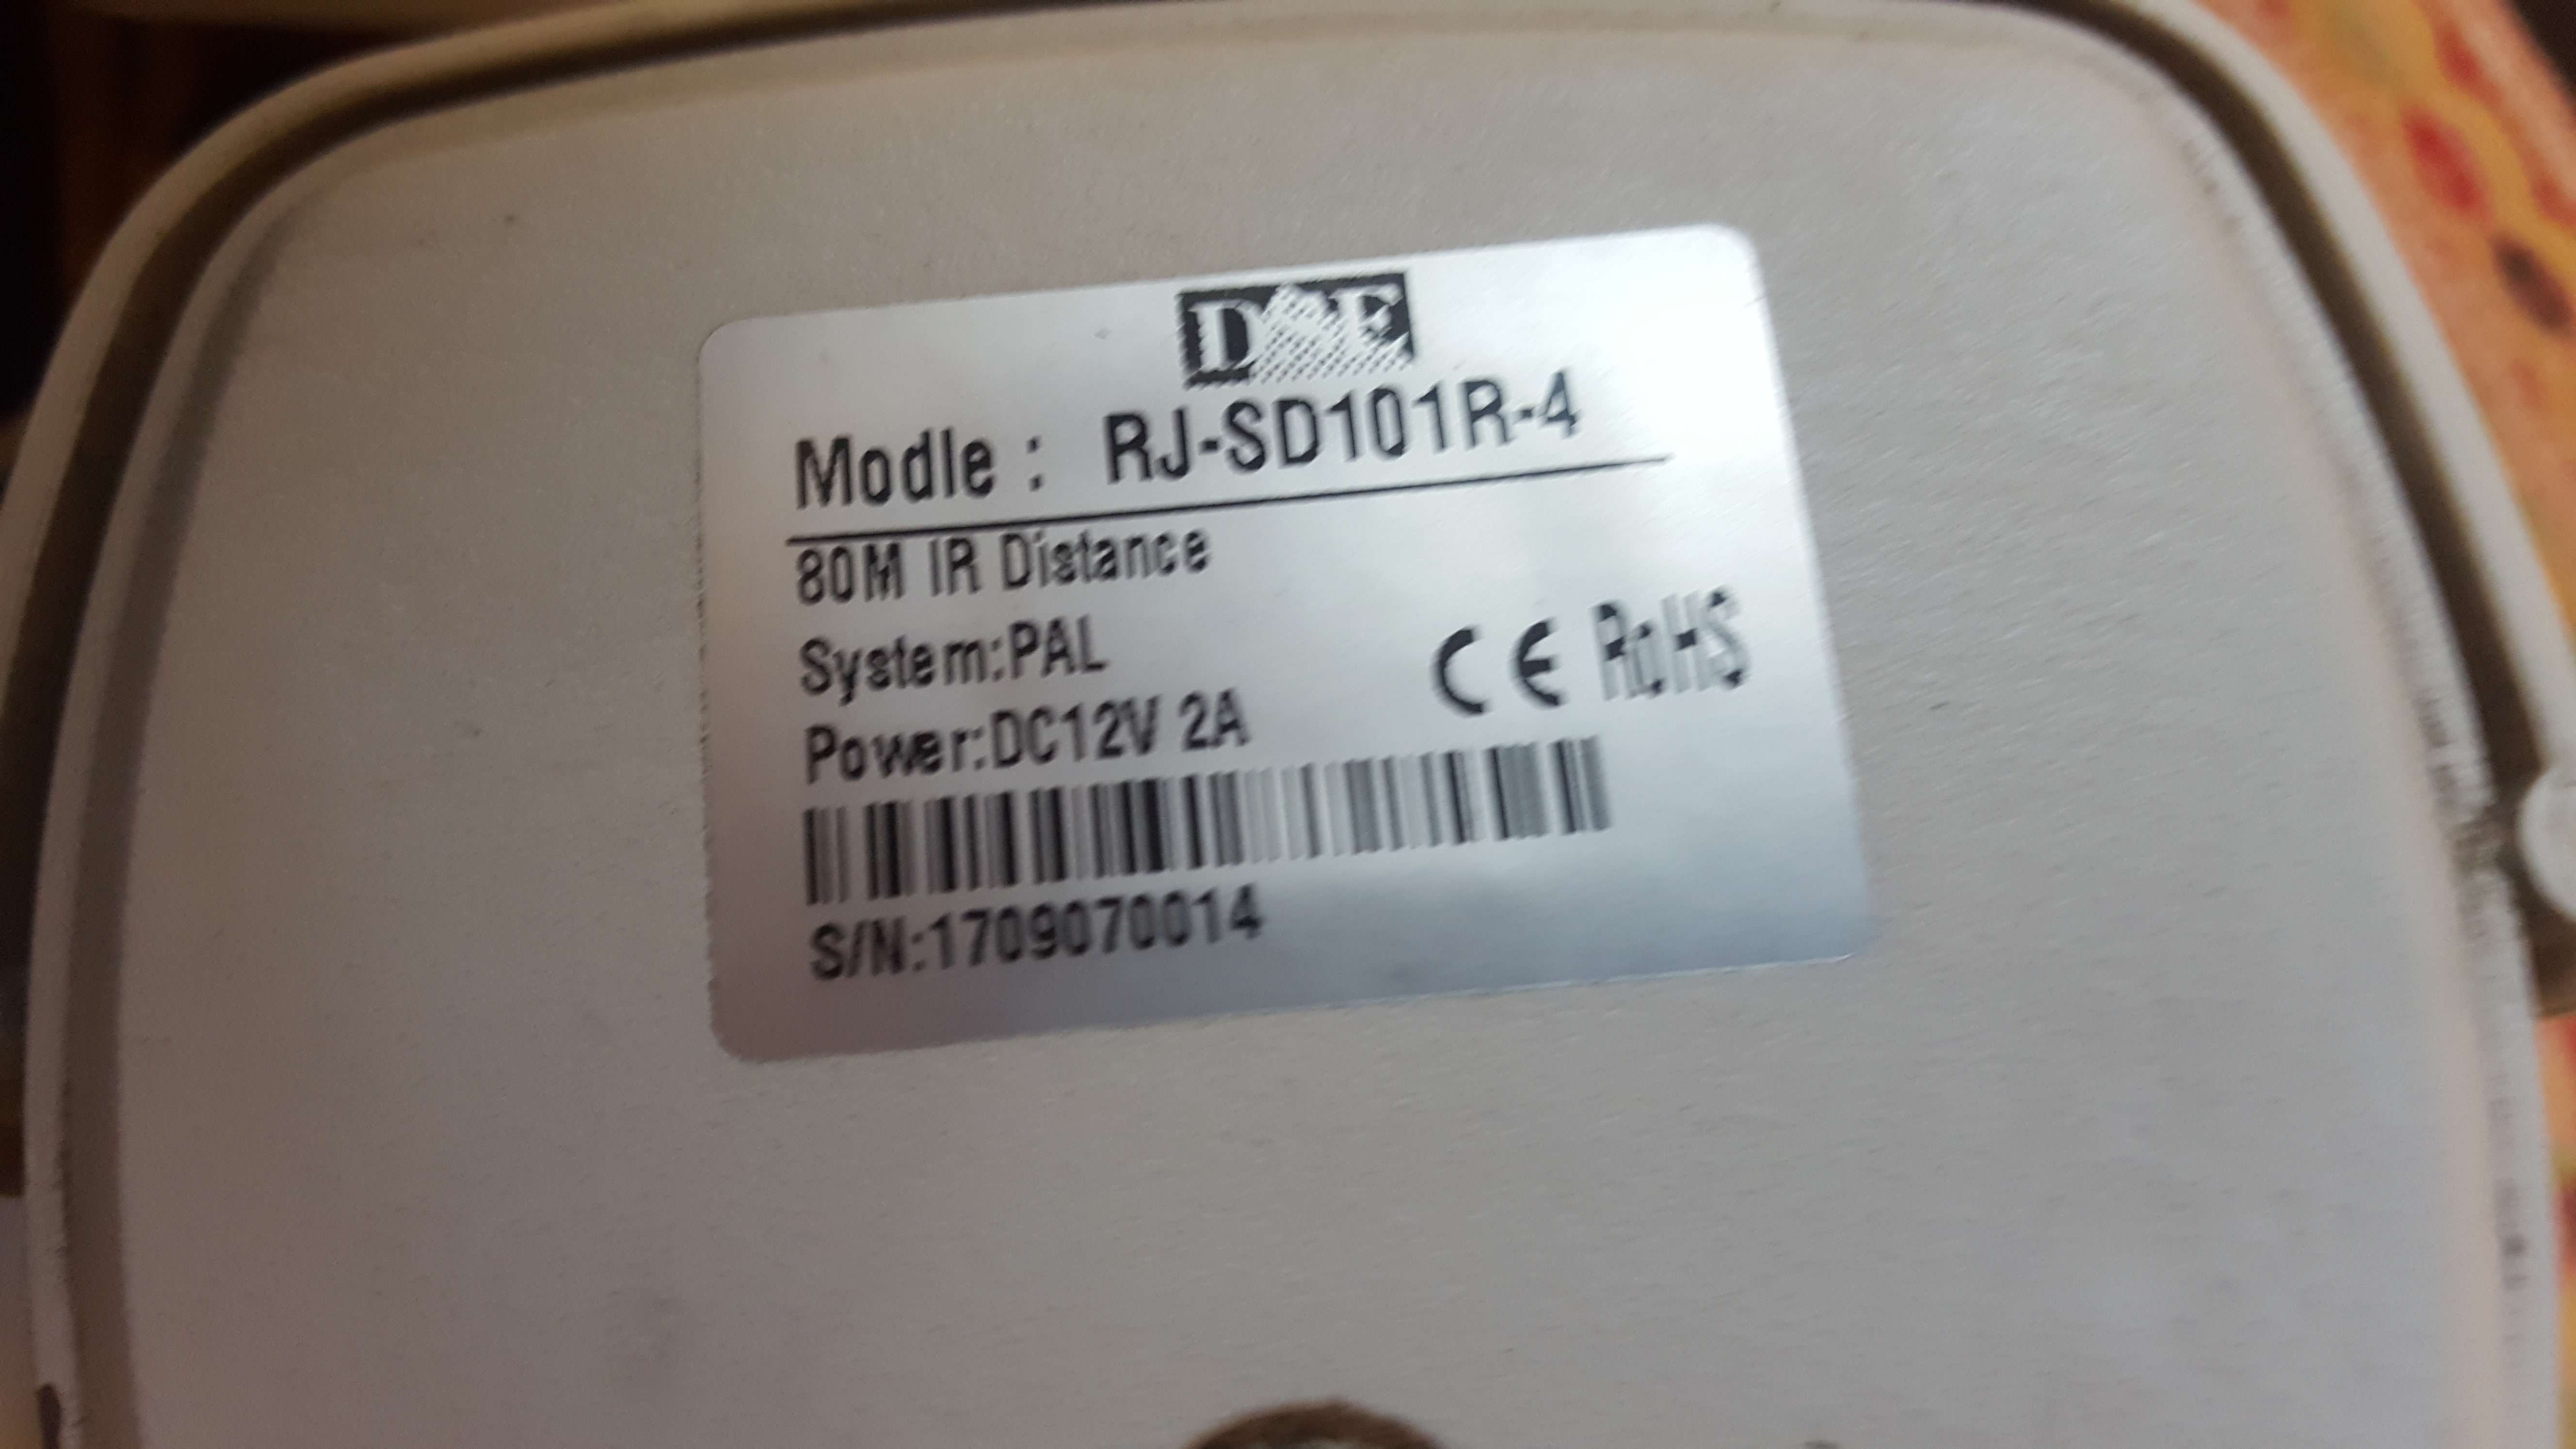 Modle : RJ-SD101R-4
80M IR Distance
System:PAL
CE RoHS
Power:DC12V 2A
S/N:1709070014